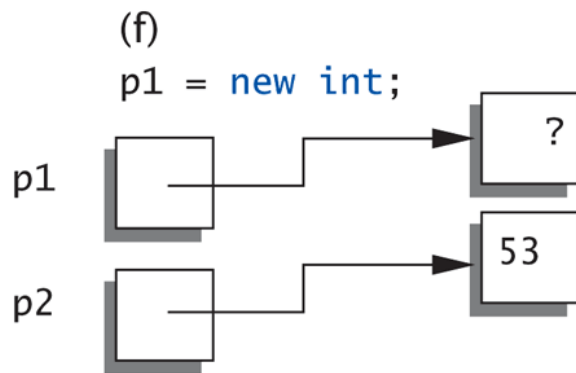 (f)
p1 = new int;
?
p1
53
p2